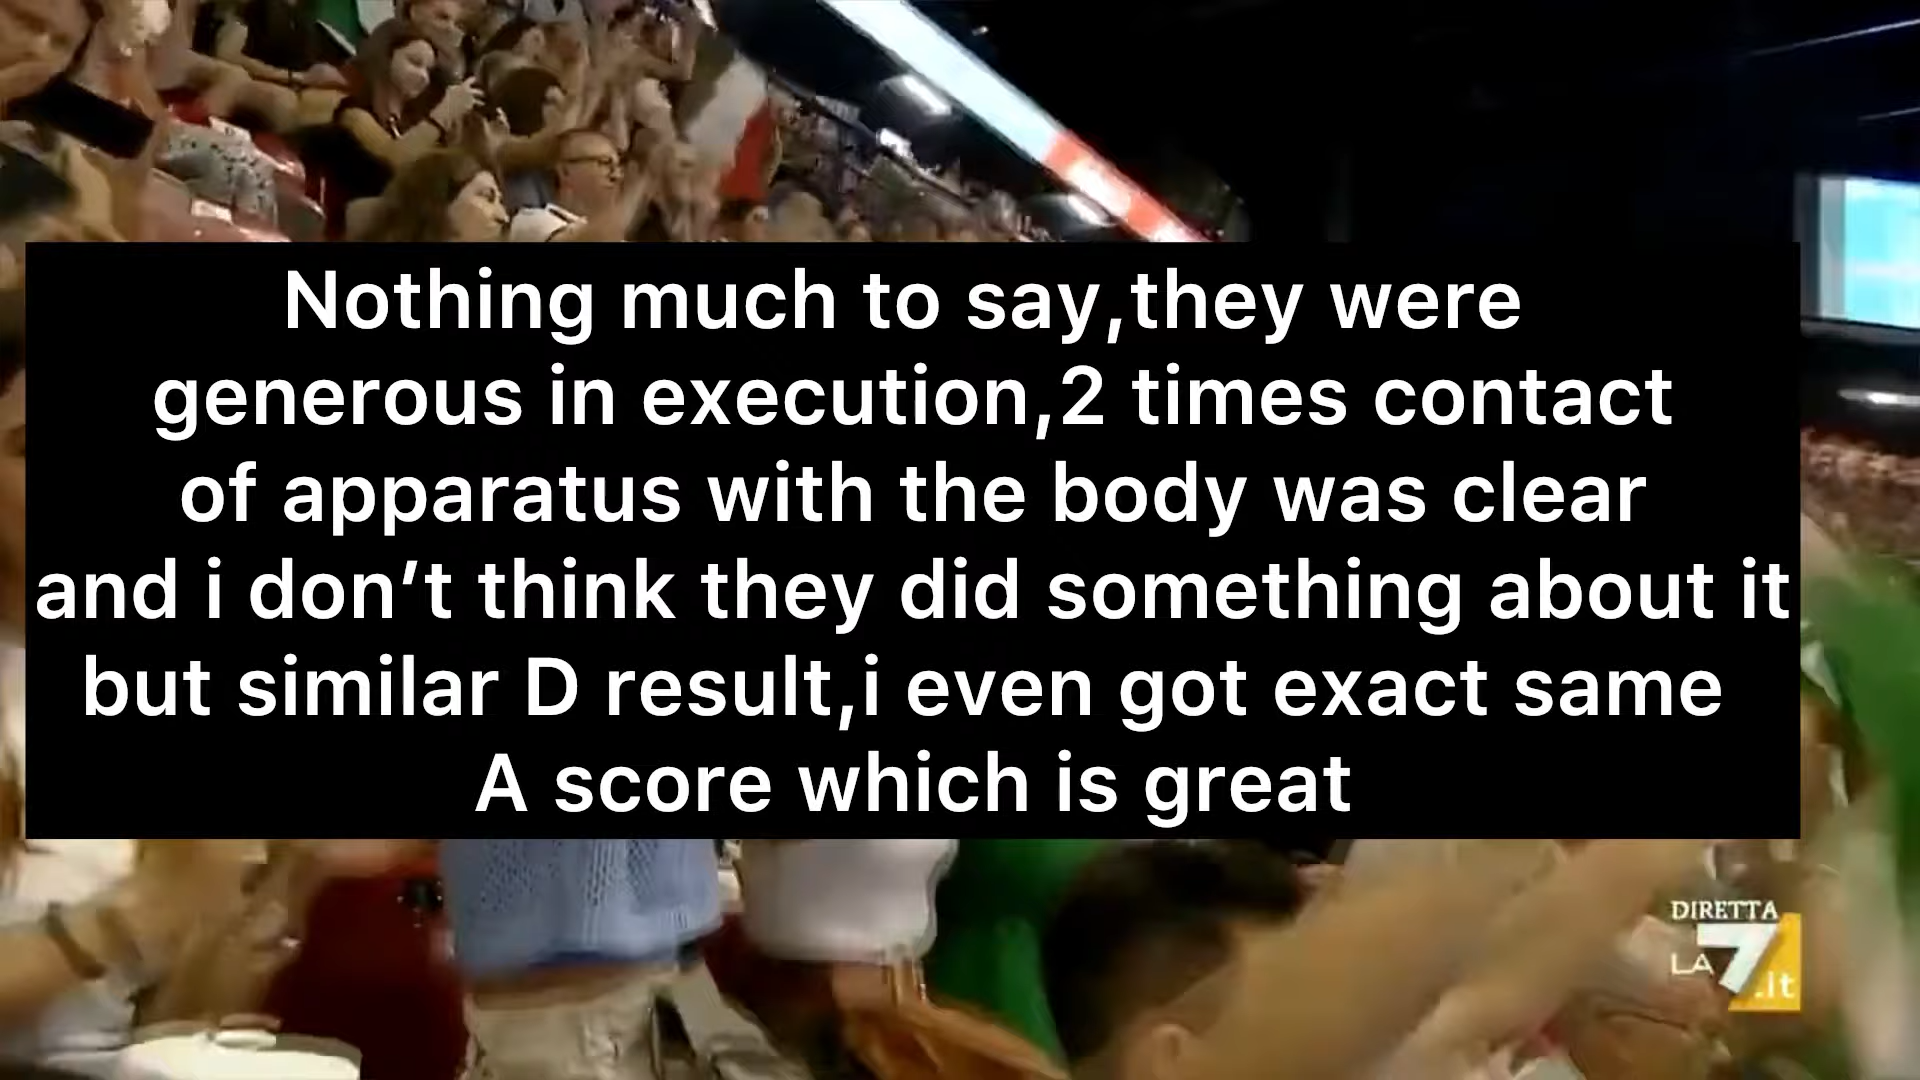 Nothing much to say,they were
generous in execution,2 times contact
of apparatus with the body was clear
and i don’t think they did something about it
but similar D result,i even got exact same
A score which is great
DIRETTA
LA7.it